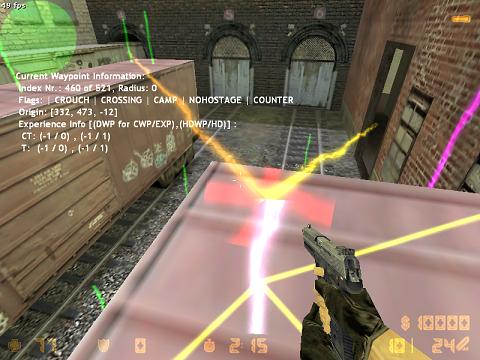 49 fps
Current Waypoint Information:
Index Nr.: 460 of 521, Radius: 0
Flags: | CROUCH | CROSSING | CAMP | NOHOSTAGE | COUNTER
Origin: [332, 473, -12]
Experience Info [(DWP for CWP/EXP),(HDWP/HD)] :
CT: (-1 / 0) , (-1 / 1)
T: (-1 / 0) , (-1 / 1)
$ 10000
0
2:15
10 | 24